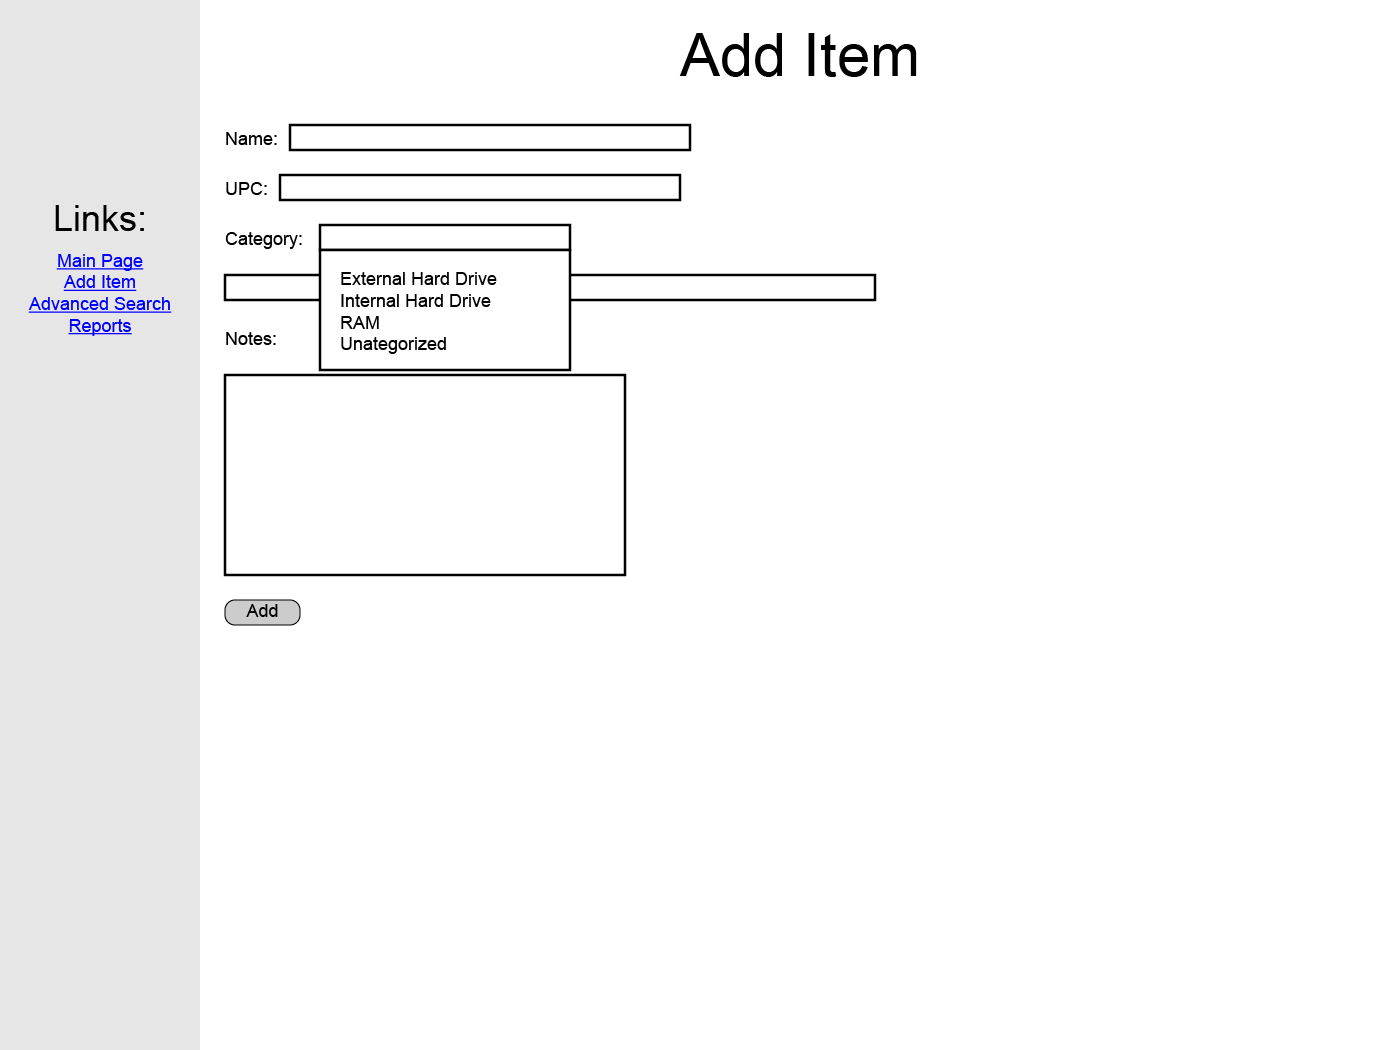 Add Item
Links:
Main Page
Add Item
Advanced Search
Reports
Name:
UPC:
Category:
External Hard Drive
Internal Hard Drive
RAM
Unategorized
Notes:
Add